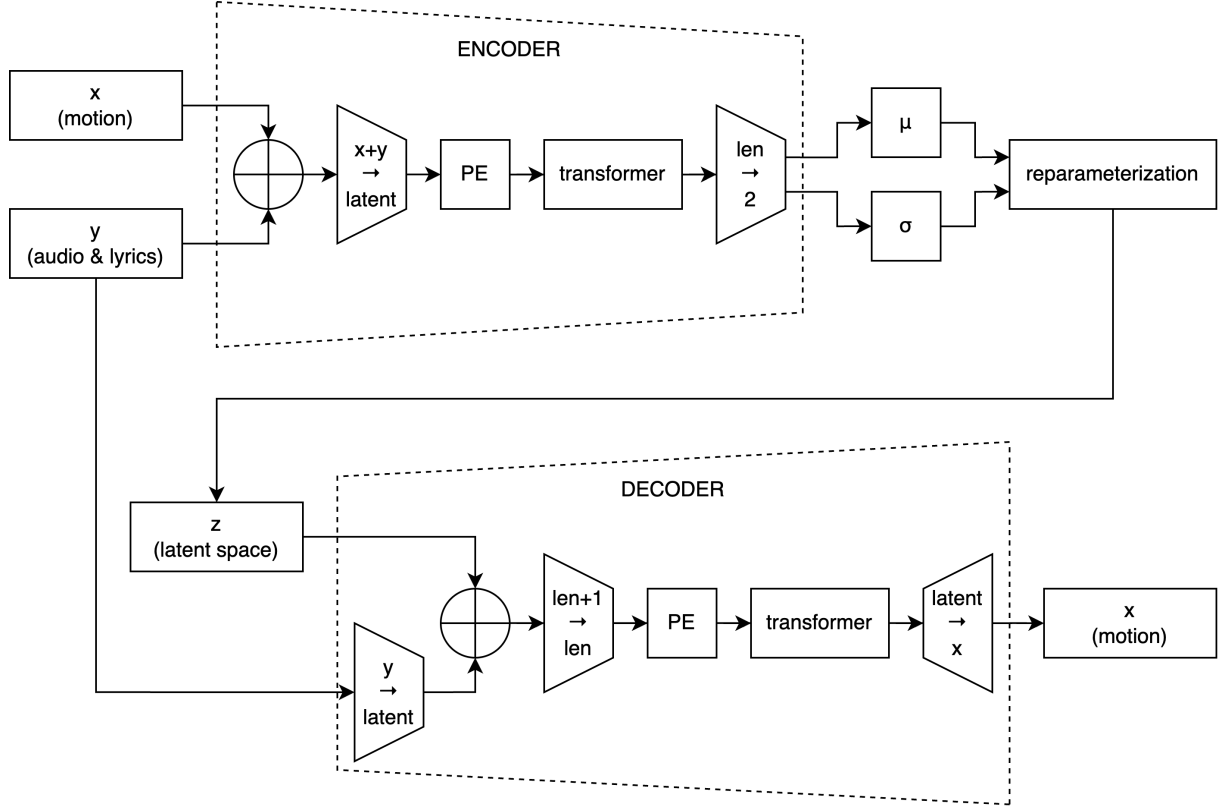 ENCODER
x
(motion)
y
(audio & lyrics)
x+y
→
latent
PE
transformer
len
→
2
μ
σ
reparameterization
DECODER
z
(latent space)
y
→
latent
len+1
→
len
PE
transformer
latent
→
x
x
(motion)